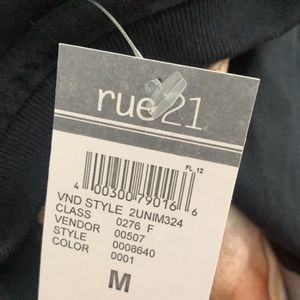 rue21
FL 12
4 00300 79016 6
VND STYLE 2UNIM324
CLASS 0276 F
VENDOR 00507
STYLE 0008640
COLOR 0001
M